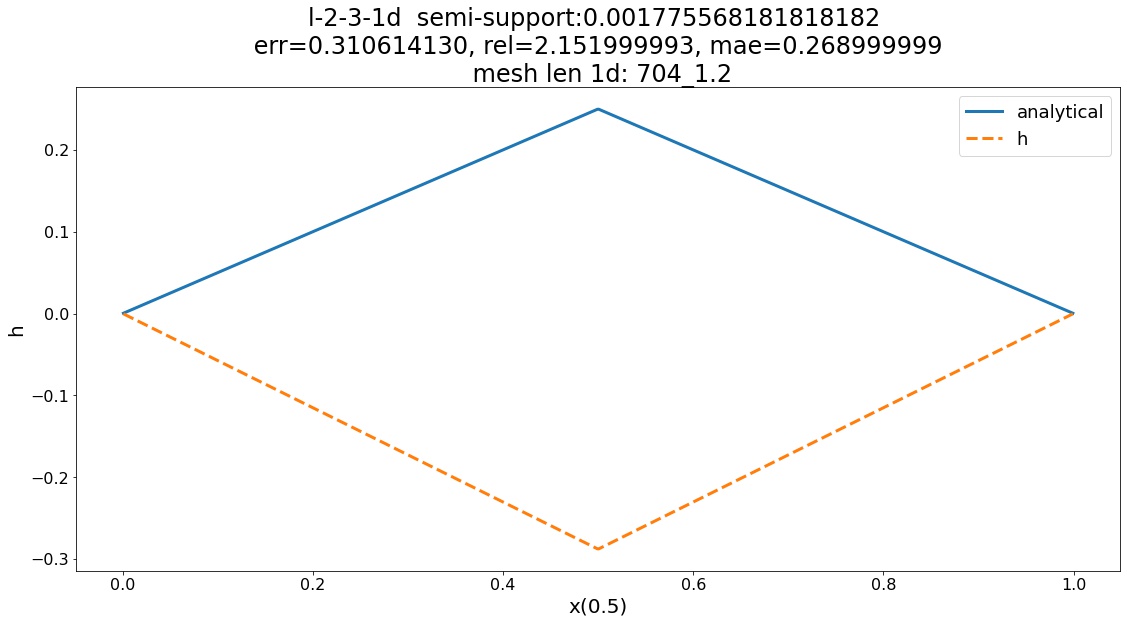 l-2-3-1d  semi-support:0.001775568181818182
err=0.310614130, rel=2.151999993, mae=0.268999999
mesh len 1d: 704_1.2
analytical
h
h
0.2
0.1
0.0
−0.1
−0.2
−0.3
0.0
0.2
0.4
0.6
0.8
1.0
x(0.5)